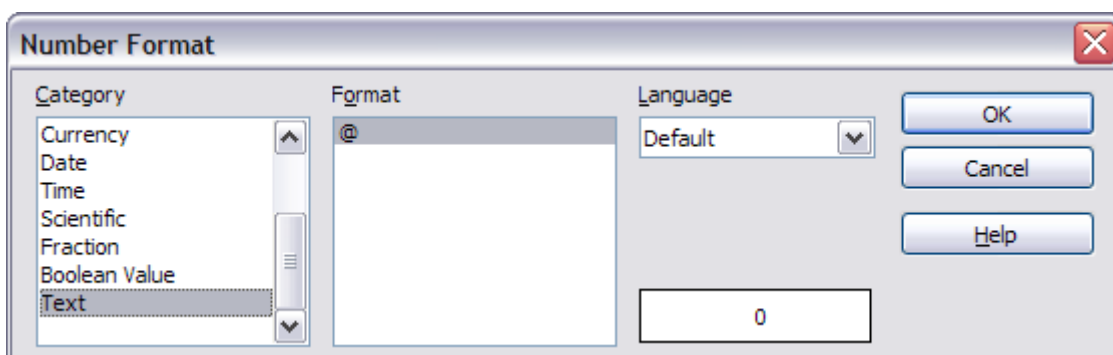 Number Format
Category
Currency
Date
Time
Scientific
Fraction
Boolean Value
Text
Format
@
Language
Default
0
OK
Cancel
Help